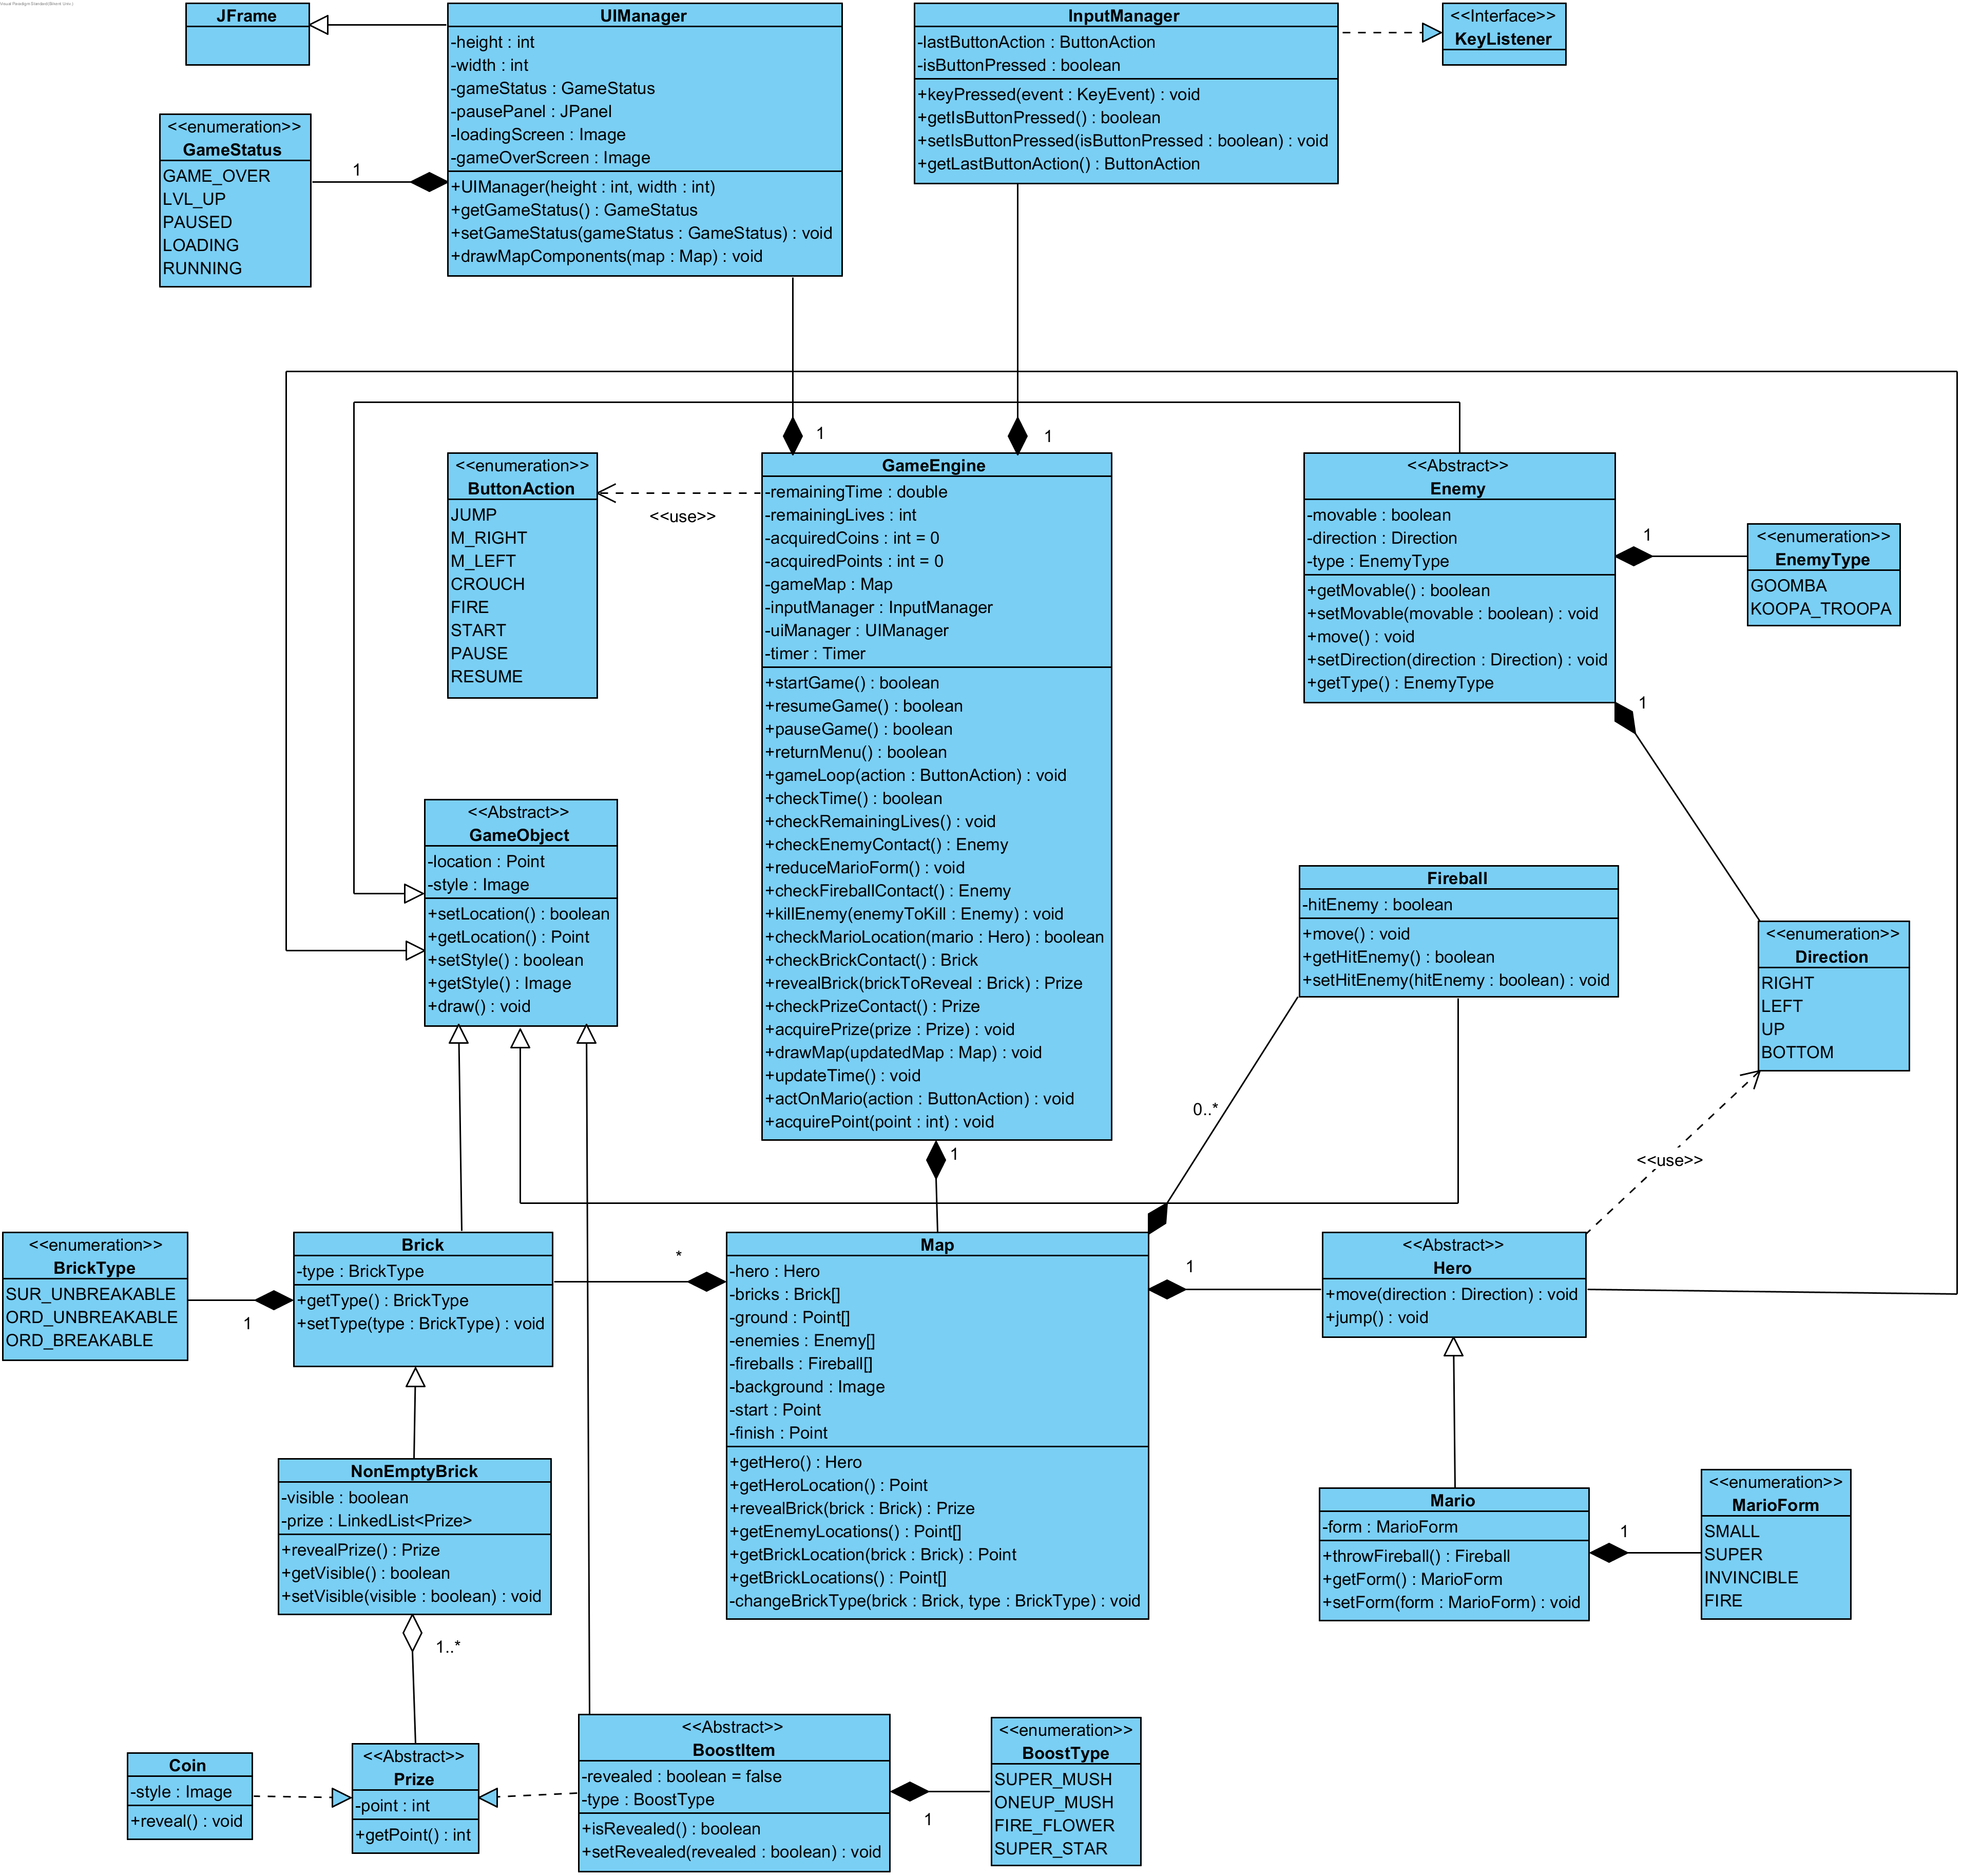 Visual Paradigm Standard(Bilkent Univ.)
JFrame
UIManager
-height : int
-width : int
-gameStatus : GameStatus
-pausePanel : JPanel
-loadingScreen : Image
-gameOverScreen : Image
+UIManager(height : int, width : int)
+getGameStatus() : GameStatus
+setGameStatus(gameStatus : GameStatus) : void
+drawMapComponents(map : Map) : void
InputManager
-lastButtonAction : ButtonAction
-isButtonPressed : boolean
+keyPressed(event : KeyEvent) : void
+getIsButtonPressed() : boolean
+setIsButtonPressed(isButtonPressed : boolean) : void
+getLastButtonAction() : ButtonAction
<<Interface>>
KeyListener
<<enumeration>>
GameStatus
GAME_OVER
LVL_UP
PAUSED
LOADING
RUNNING
1
1
1
<<enumeration>>
ButtonAction
JUMP
M_RIGHT
M_LEFT
CROUCH
FIRE
START
PAUSE
RESUME
<<use>>
GameEngine
-remainingTime : double
-remainingLives : int
-acquiredCoins : int = 0
-acquiredPoints : int = 0
-gameMap : Map
-inputManager : InputManager
-uiManager : UIManager
-timer : Timer
+startGame() : boolean
+resumeGame() : boolean
+pauseGame() : boolean
+returnMenu() : boolean
+gameLoop(action : ButtonAction) : void
+checkTime() : boolean
+checkRemainingLives() : void
+checkEnemyContact() : Enemy
+reduceMarioForm() : void
+checkFireballContact() : Enemy
+killEnemy(enemyToKill : Enemy) : void
+checkMarioLocation(mario : Hero) : boolean
+checkBrickContact() : Brick
+revealBrick(brickToReveal : Brick) : Prize
+checkPrizeContact() : Prize
+acquirePrize(prize : Prize) : void
+drawMap(updatedMap : Map) : void
+updateTime() : void
+actOnMario(action : ButtonAction) : void
+acquirePoint(point : int) : void
1
<<Abstract>>
Enemy
-movable : boolean
-direction : Direction
-type : EnemyType
+getMovable() : boolean
+setMovable(movable : boolean) : void
+move() : void
+setDirection(direction : Direction) : void
+getType() : EnemyType
1
<<enumeration>>
EnemyType
GOOMBA
KOOPA_TROOPA
1
<<Abstract>>
GameObject
-location : Point
-style : Image
+setLocation() : boolean
+getLocation() : Point
+setStyle() : boolean
+getStyle() : Image
+draw() : void
Fireball
-hitEnemy : boolean
+move() : void
+getHitEnemy() : boolean
+setHitEnemy(hitEnemy : boolean) : void
0..*
<<enumeration>>
Direction
RIGHT
LEFT
UP
BOTTOM
<<use>>
<<enumeration>>
BrickType
SUR_UNBREAKABLE
ORD_UNBREAKABLE
ORD_BREAKABLE
1
Brick
-type : BrickType
+getType() : BrickType
+setType(type : BrickType) : void
*
Map
-hero : Hero
-bricks : Brick[]
-ground : Point[]
-enemies : Enemy[]
-fireballs : Fireball[]
-background : Image
-start : Point
-finish : Point
+getHero() : Hero
+getHeroLocation() : Point
+revealBrick(brick : Brick) : Prize
+getEnemyLocations() : Point[]
+getBrickLocation(brick : Brick) : Point
+getBrickLocations() : Point[]
-changeBrickType(brick : Brick, type : BrickType) : void
1
<<Abstract>>
Hero
+move(direction : Direction) : void
+jump() : void
NonEmptyBrick
-visible : boolean
-prize : LinkedList<Prize>
+revealPrize() : Prize
+getVisible() : boolean
+setVisible(visible : boolean) : void
1..*
Mario
-form : MarioForm
+throwFireball() : Fireball
+getForm() : MarioForm
+setForm(form : MarioForm) : void
1
<<enumeration>>
MarioForm
SMALL
SUPER
INVINCIBLE
FIRE
Coin
-style : Image
+reveal() : void
<<Abstract>>
Prize
-point : int
+getPoint() : int
<<Abstract>>
BoostItem
-revealed : boolean = false
-type : BoostType
+isRevealed() : boolean
+setRevealed(revealed : boolean) : void
1
<<enumeration>>
BoostType
SUPER_MUSH
ONEUP_MUSH
FIRE_FLOWER
SUPER_STAR